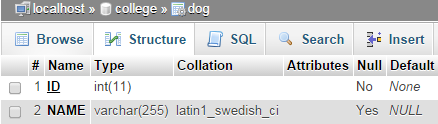 localhost » college » dog
Browse Structure SQL Search Insert
# Name Type Collation Attributes Null Default
1 ID int(11) No None
2 NAME varchar(255) latin1_swedish_ci Yes NULL